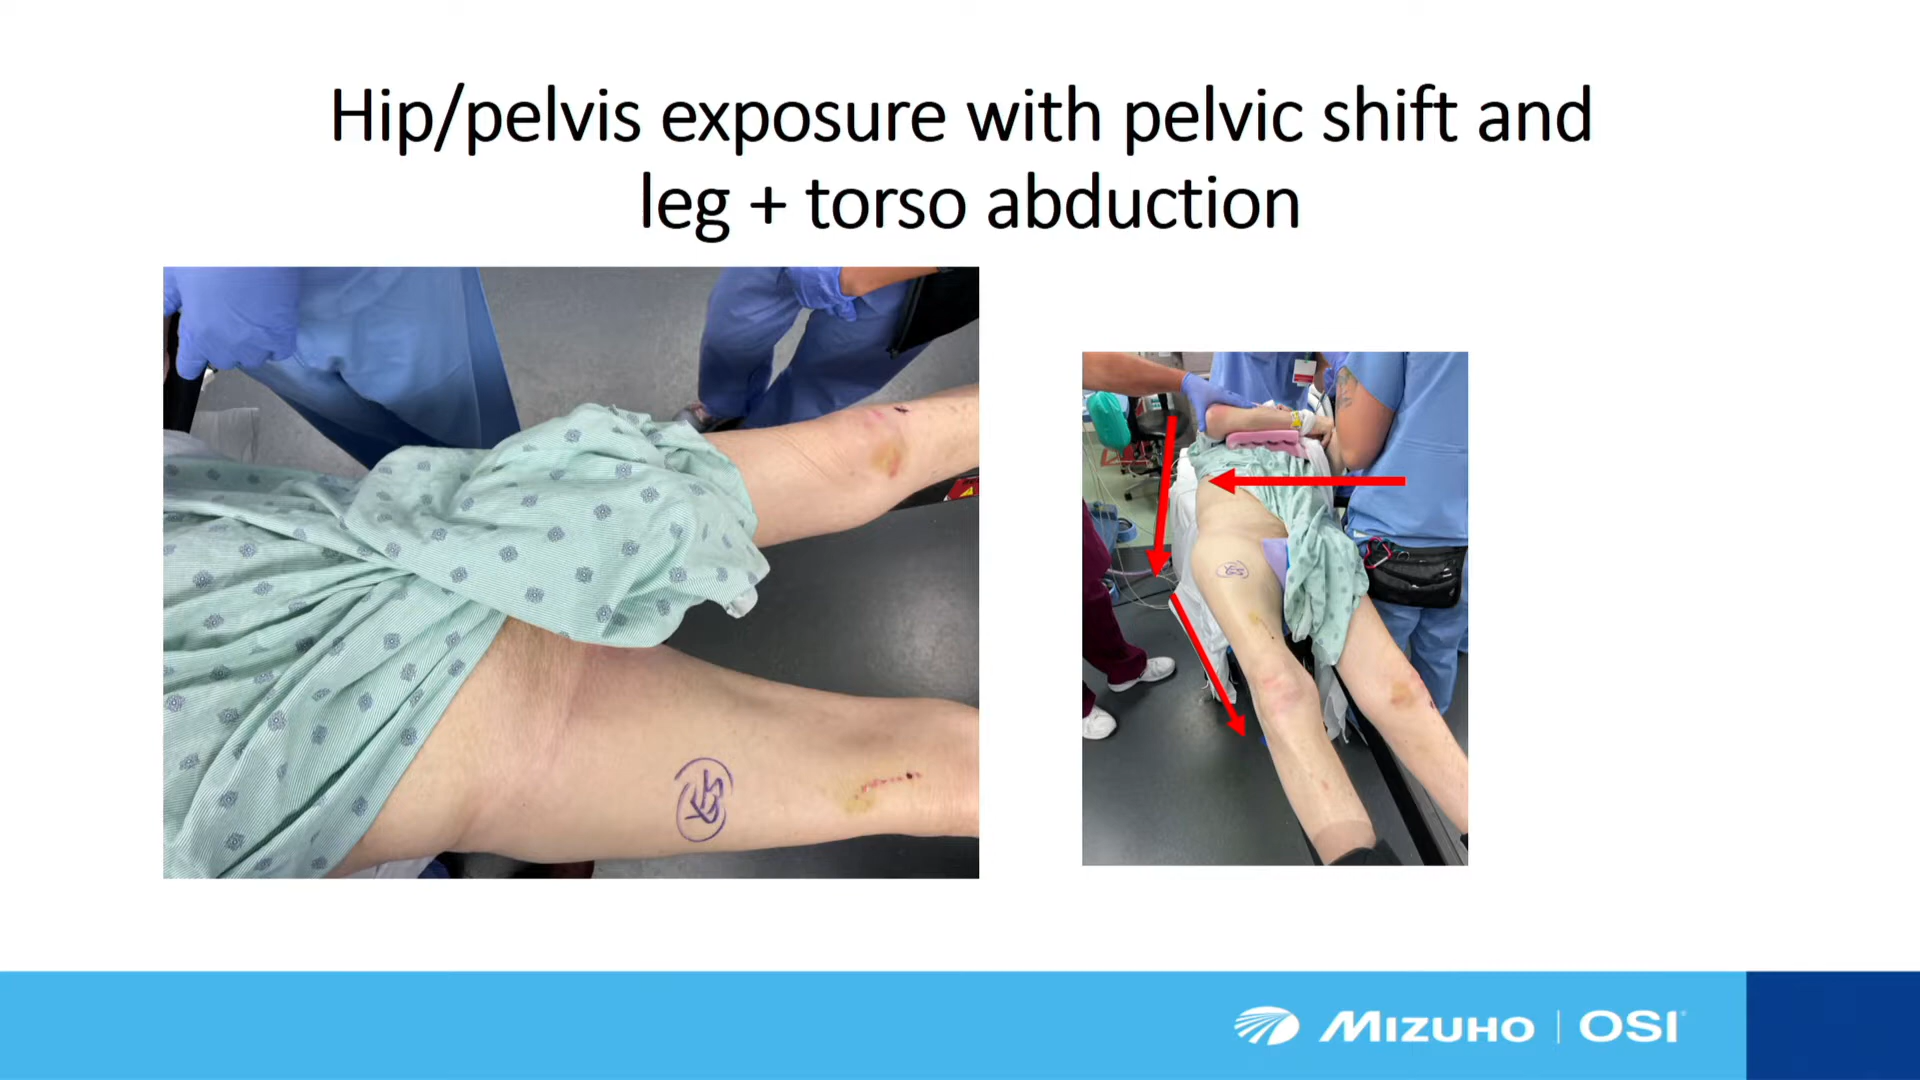 Hip/pelvis exposure with pelvic shift and
leg + torso abduction
MIZUHO | OSI